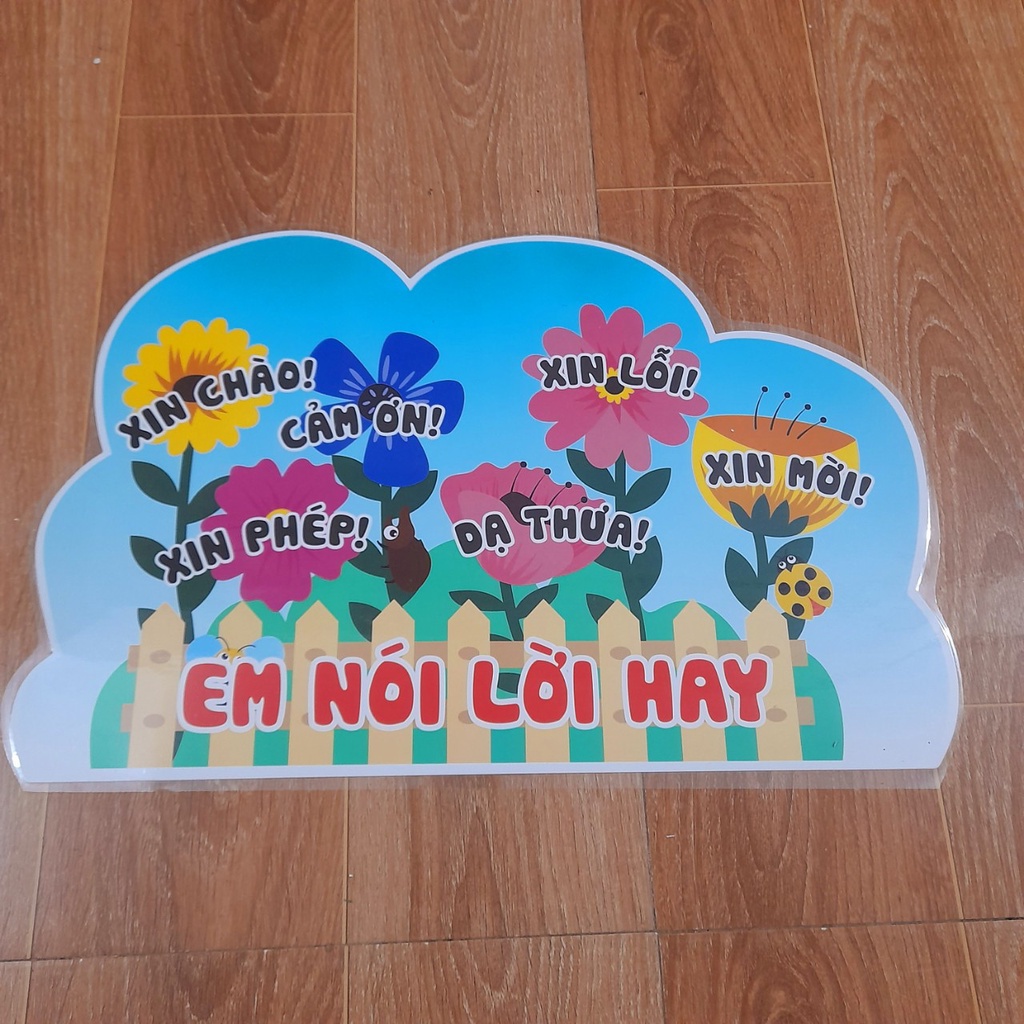 XIN CHÀO!
CẢM ƠN!
XIN LỖI!
XIN MỜI!
XIN PHÉP!
DẠ THƯA!
EM NÓI LỜI HAY